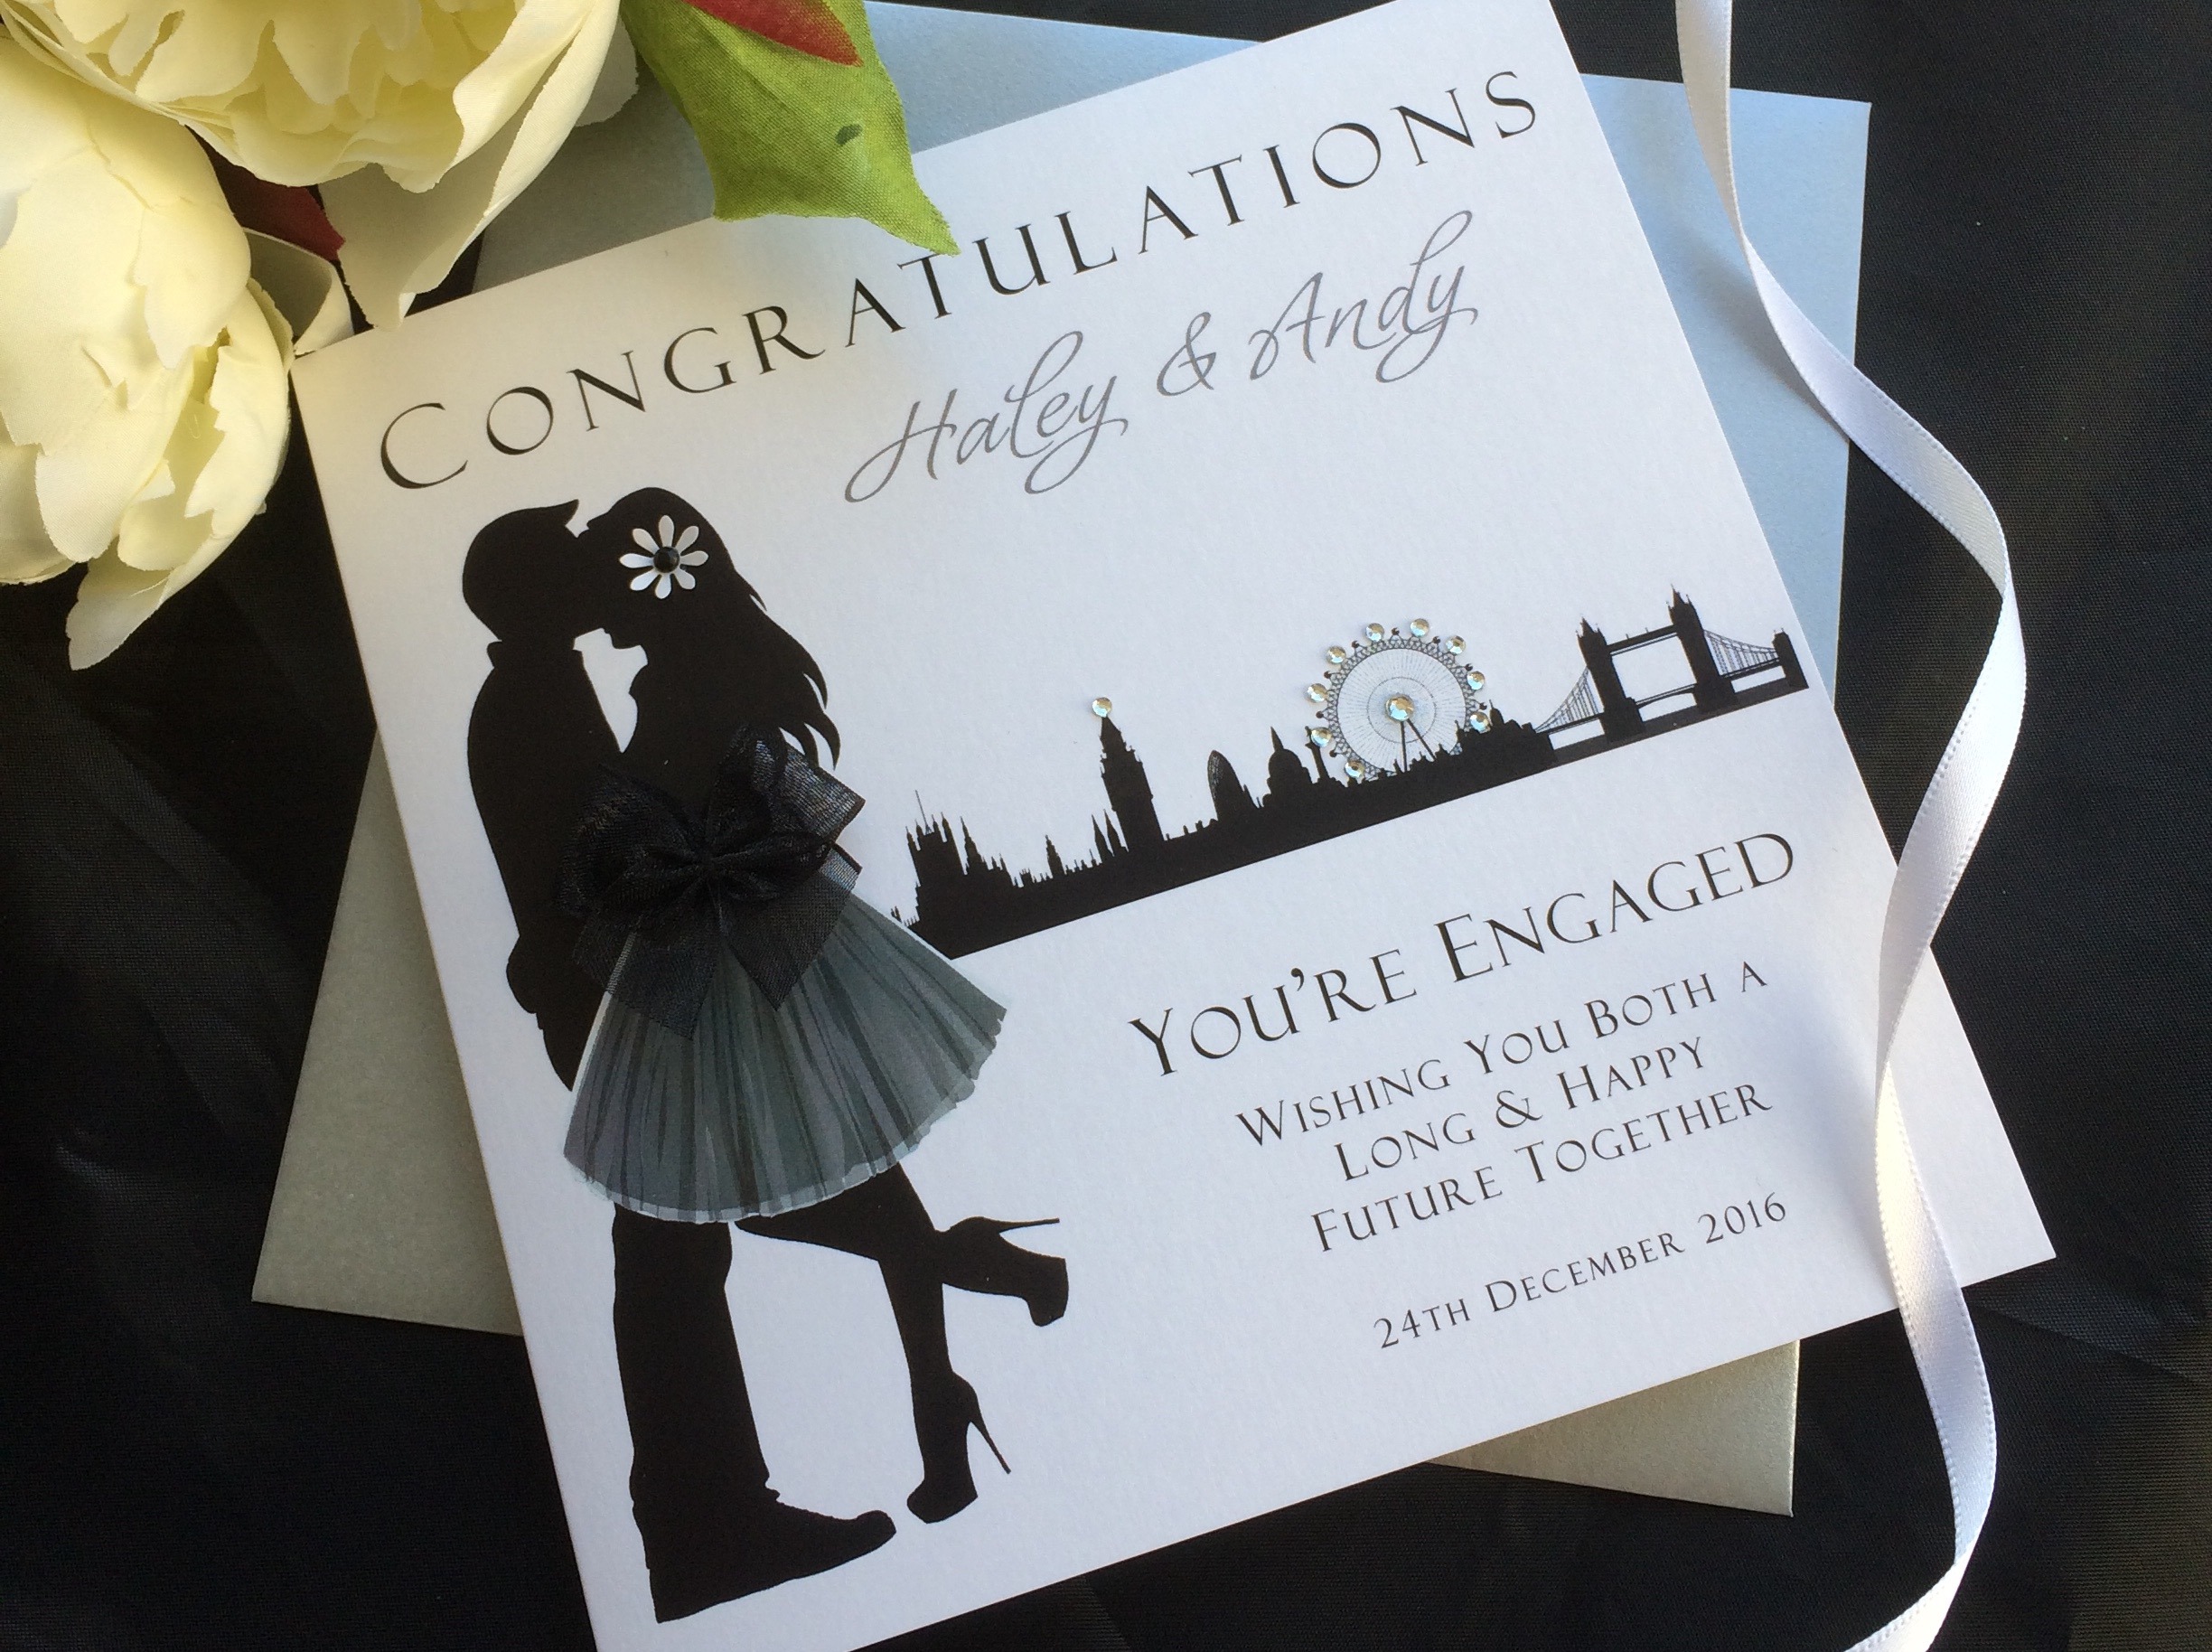 CONGRATULATIONS
Haley & Andy
YOU'RE ENGAGED
WISHING YOU BOTH A
LONG & HAPPY
FUTURE TOGETHER
24TH DECEMBER 2016